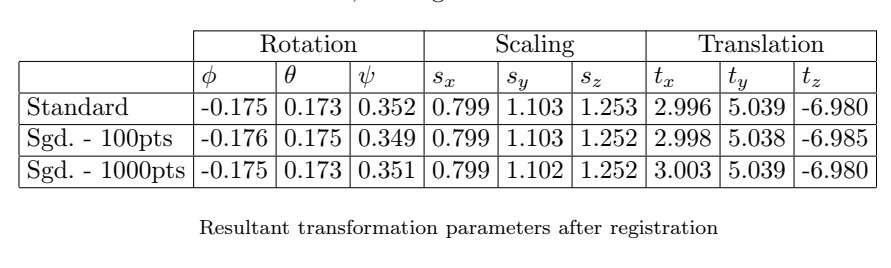 Rotation Scaling Translation
ϕ θ ψ s_x s_y s_z t_x t_y t_z
Standard -0.175 0.173 0.352 0.799 1.103 1.253 2.996 5.039 -6.980
Sgd. - 100pts -0.176 0.175 0.349 0.799 1.103 1.252 2.998 5.038 -6.985
Sgd. - 1000pts -0.175 0.173 0.351 0.799 1.102 1.252 3.003 5.039 -6.980
Resultant transformation parameters after registration